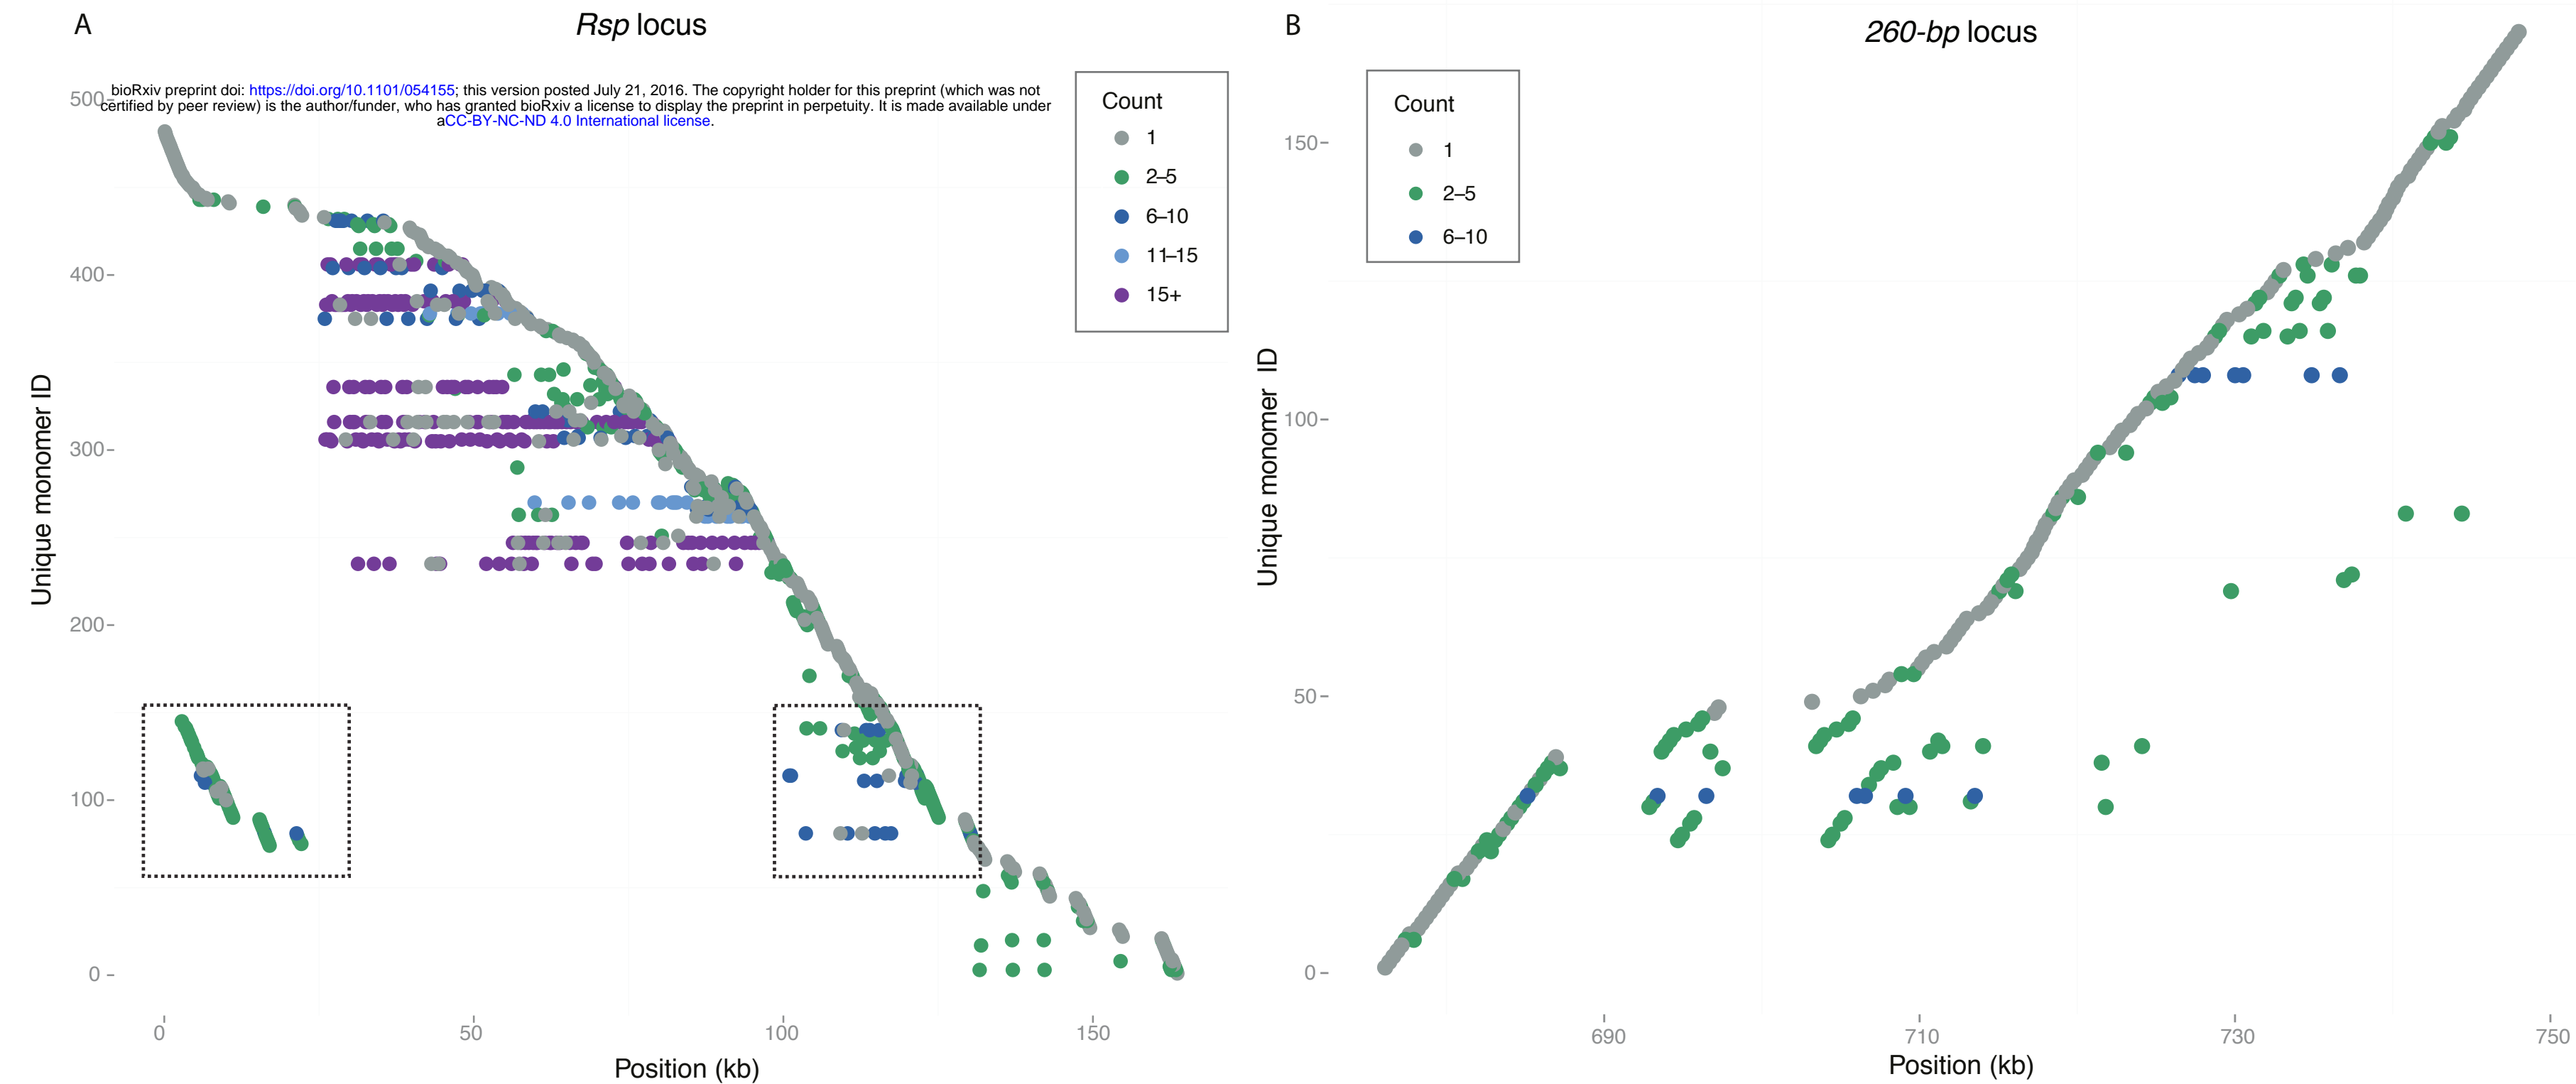 A
Rsp locus
bioRxiv preprint doi: https://doi.org/10.1101/054155; this version posted July 21, 2016. The copyright holder for this preprint (which was not
certified by peer review) is the author/funder, who has granted bioRxiv a license to display the preprint in perpetuity. It is made available under
aCC-BY-NC-ND 4.0 International license.
Count
1
2–5
6–10
11–15
15+
Unique monomer ID
500
400
300
200
100
0
0
50
100
150
Position (kb)
B
260-bp locus
Count
1
2–5
6–10
Unique monomer ID
150
100
50
0
690
710
730
750
Position (kb)